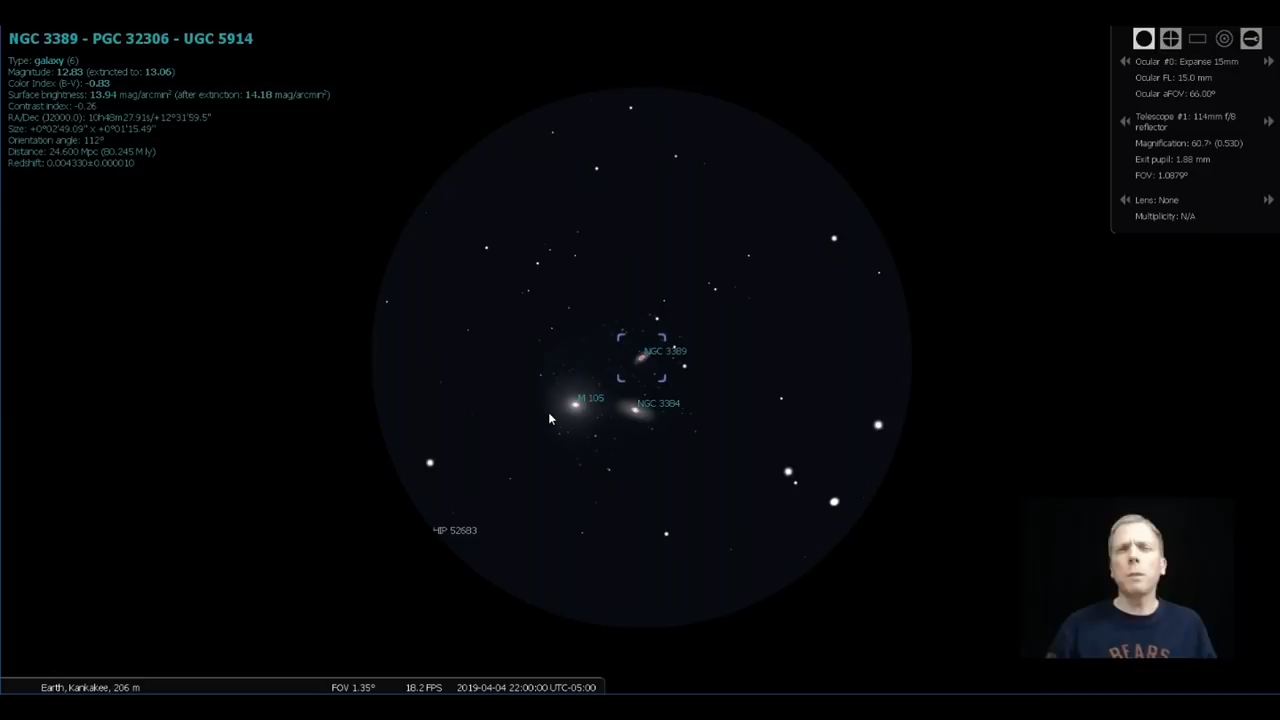 NGC 3389 - PGC 32306 - UGC 5914
Type: galaxy (6)
Magnitude: 12.83 (extincted to: 13.06)
Color Index (B-V): -0.83
Surface brightness: 13.94 mag/arcmin² (after extinction: 14.18 mag/arcmin²)
Contrast index: -0.26
RA/Dec (J2000.0): 10h48m27.91s/+12°31'59.5"
Size: +0°02'49.09" x +0°01'15.49"
Orientation angle: 112°
Distance: 24.600 Mpc (80.245 M ly)
Redshift: 0.004330±0.000010
Ocular #0: Expanse 15mm
Ocular FL: 15.0 mm
Ocular aFOV: 66.00°
Telescope #1: 114mm f/8
reflector
Magnification: 60.7× (0.53D)
Exit pupil: 1.88 mm
FOV: 1.0879°
Lens: None
Multiplicity: N/A
NGC 3389
M 105
NGC 3384
HIP 52683
BEARS
Earth, Kankakee, 206 m
FOV 1.35°
18.2 FPS
2019-04-04 22:00:00 UTC-05:00